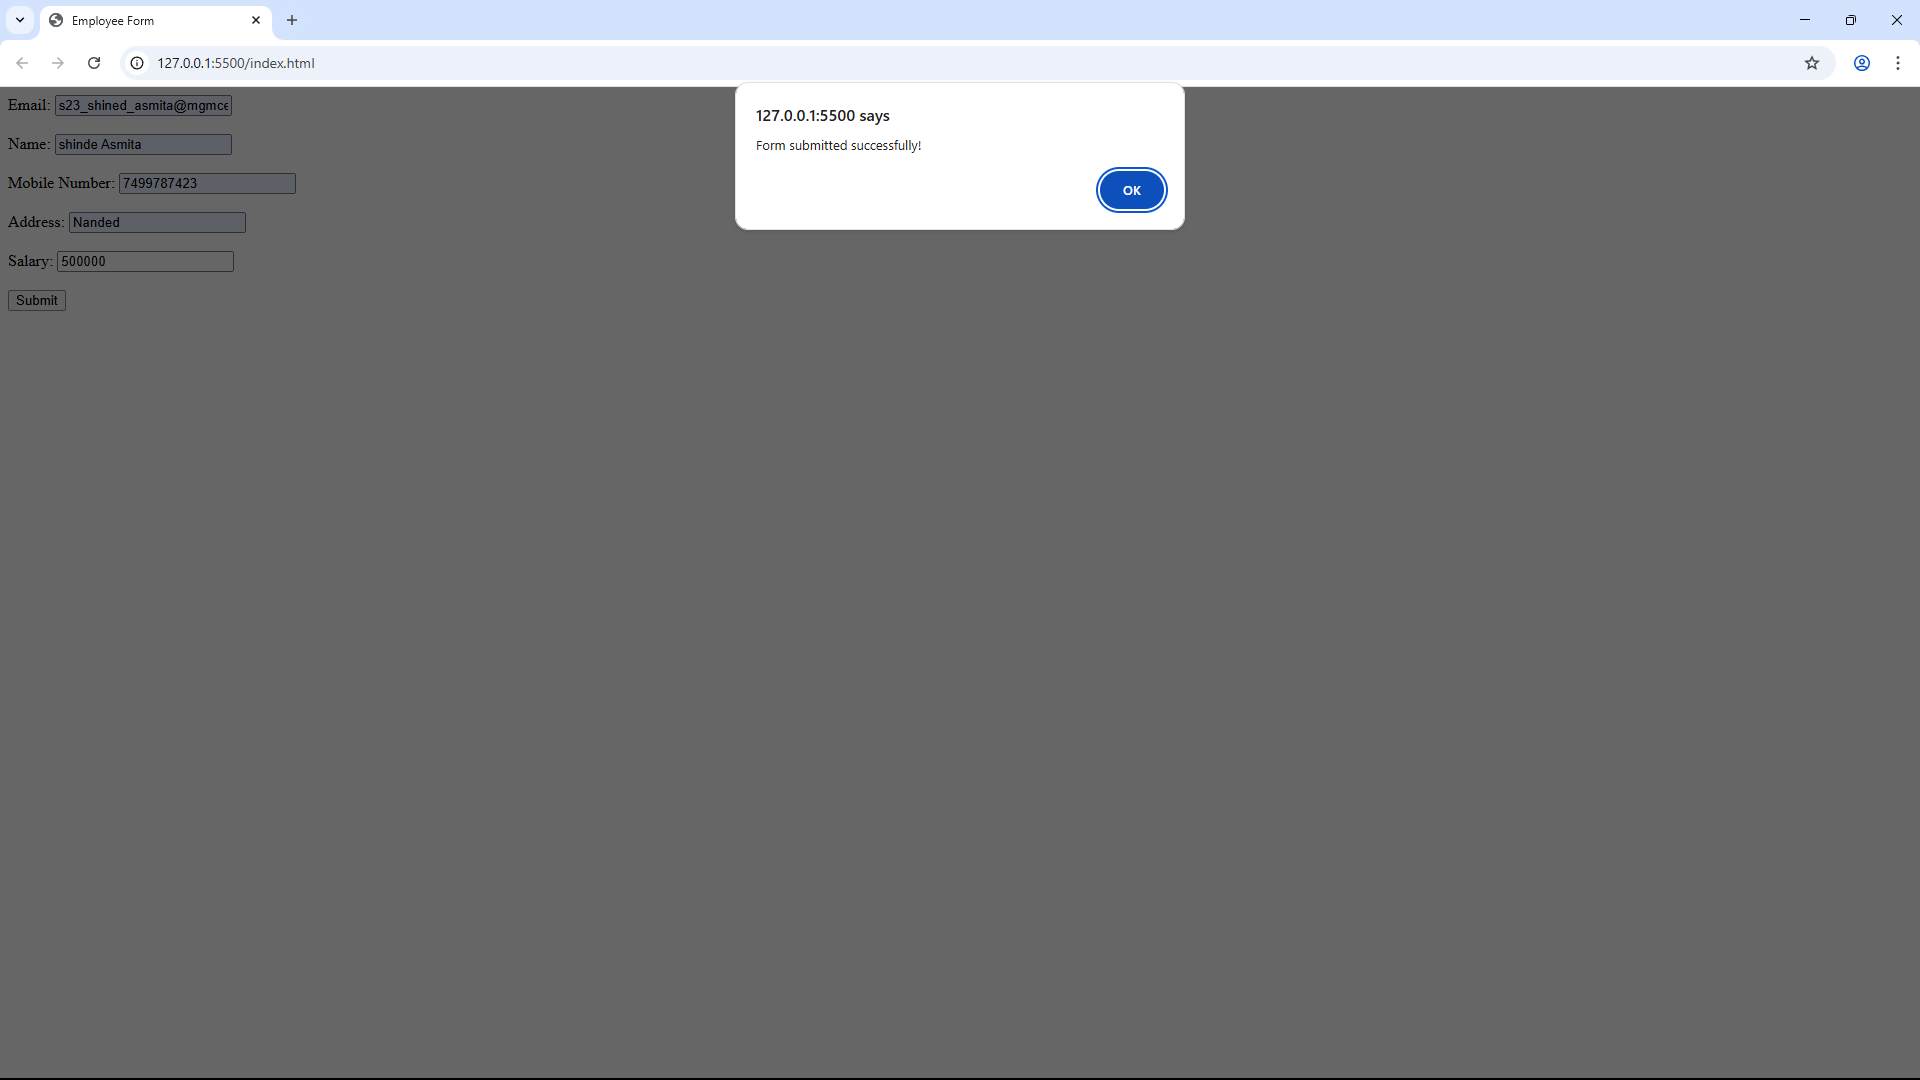 Employee Form
127.0.0.1:5500/index.html
127.0.0.1:5500 says
Form submitted successfully!
OK
Email: s23_shined_asmita@mgmce
Name: shinde Asmita
Mobile Number: 7499787423
Address: Nanded
Salary: 500000
Submit